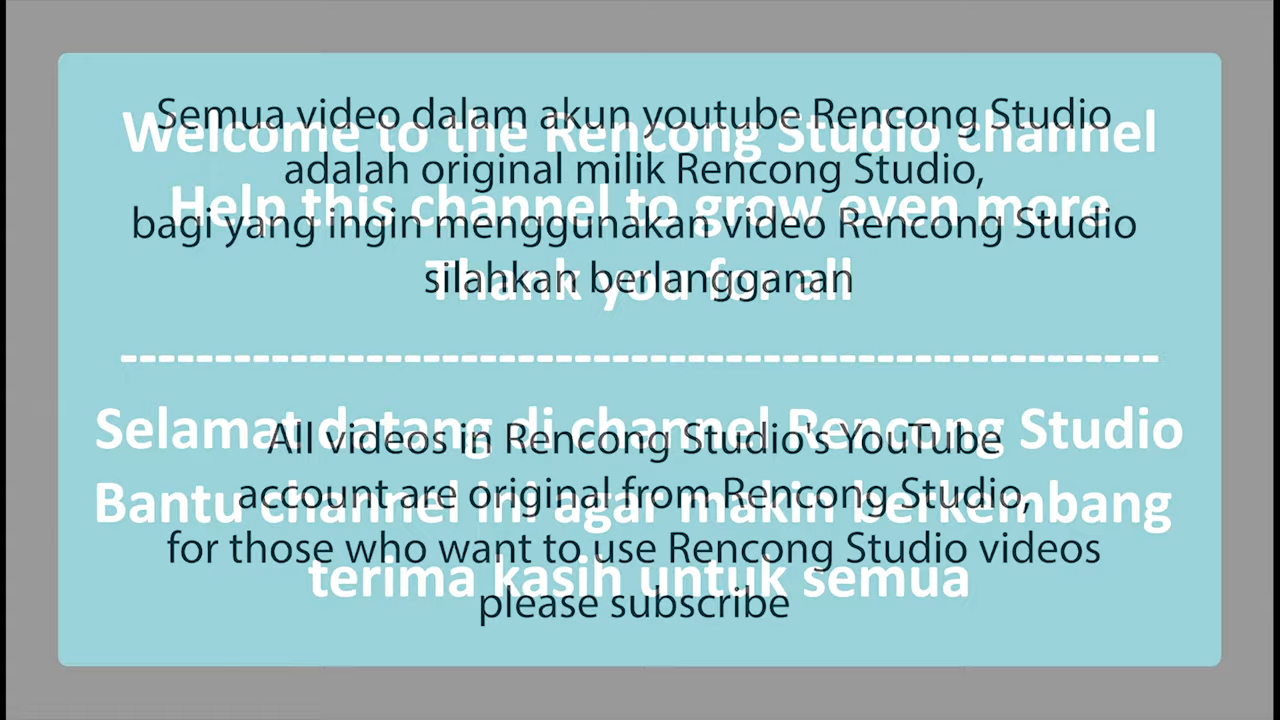 Semua video dalam akun youtube Rencong Studio
adalah original milik Rencong Studio,
bagi yang ingin menggunakan video Rencong Studio
silahkan berlangganan
All videos in Rencong Studio's YouTube
account are original from Rencong Studio,
for those who want to use Rencong Studio videos
please subscribe
Welcome to the Rencong Studio channel
Help this channel to grow even more
Thank you for all
-------------------------------------------------------
Selamat datang di channel Rencong Studio
Bantu channel ini agar makin berkembang
terima kasih untuk semua